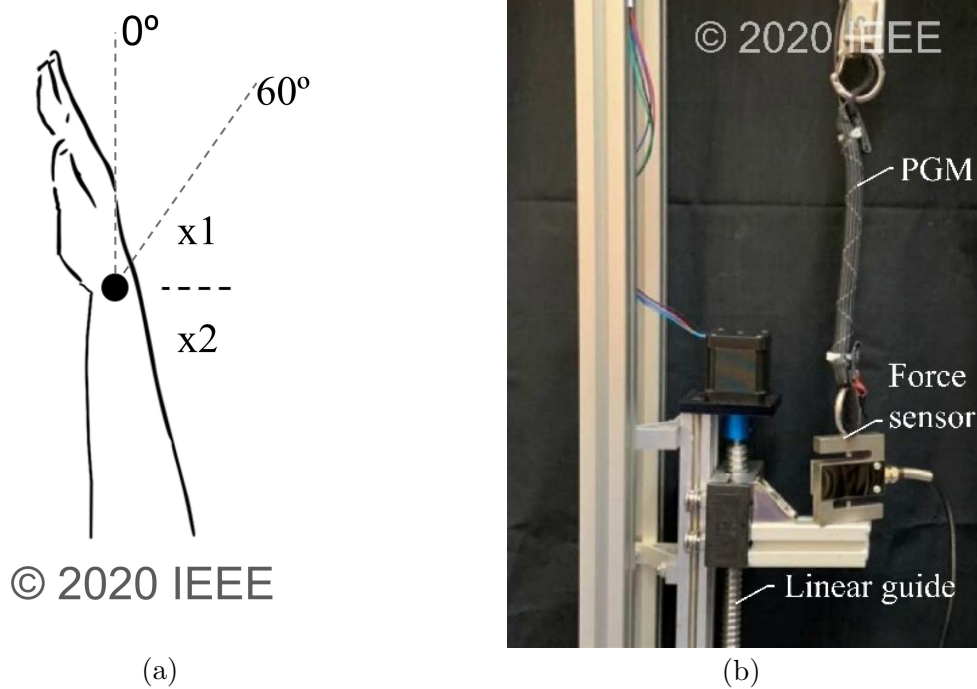 0º
60º
x1
x2
© 2020 IEEE
(a)
© 2020 IEEE
PGM
Force
sensor
Linear guide
(b)